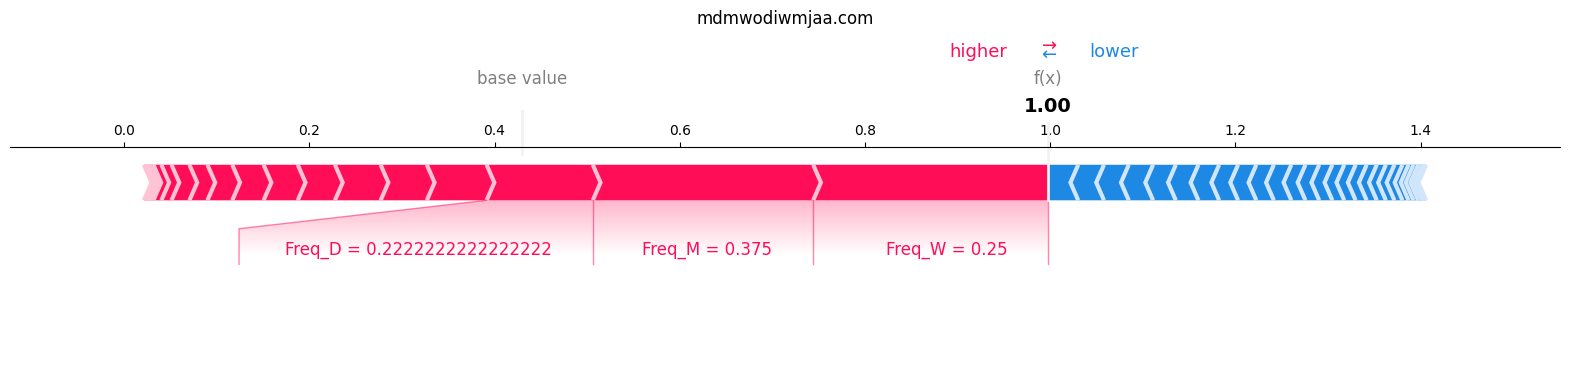 mdmwodiwmjaa.com
higher → ← lower
base value f(x)
1.00
0.0 0.2 0.4 0.6 0.8 1.0 1.2 1.4
Freq_D = 0.2222222222222222 Freq_M = 0.375 Freq_W = 0.25